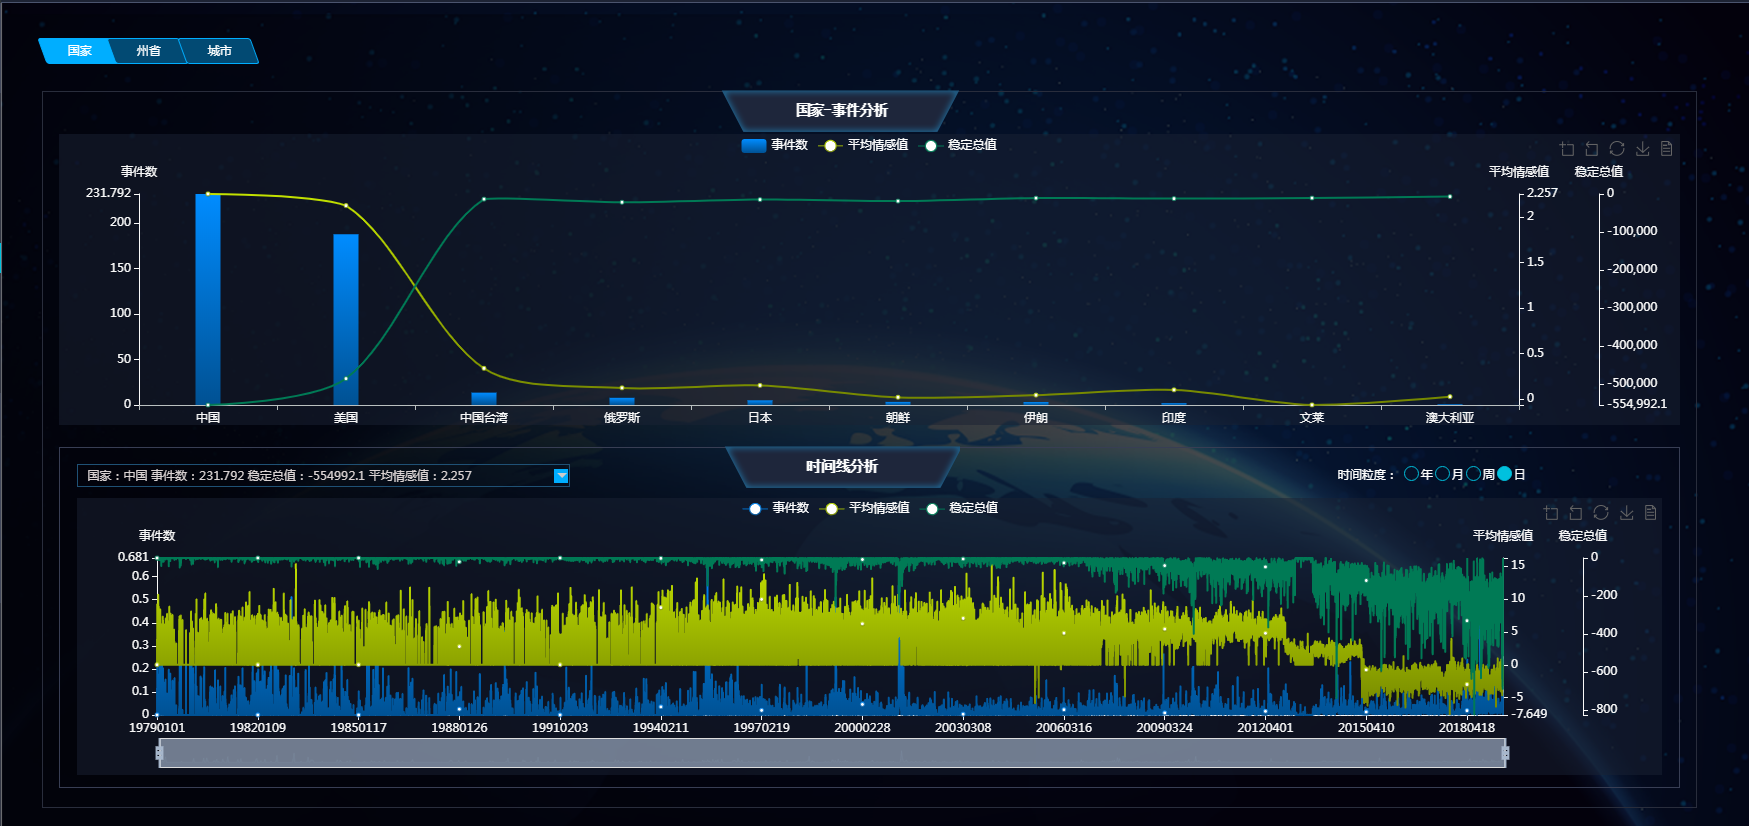 国家 州省 城市
国家-事件分析
事件数 平均情感值 稳定总值
事件数 平均情感值 稳定总值
231.792 2.257 0
200 2 -100,000
150 1.5 -200,000
100 1 -300,000
50 0.5 -400,000
0 0 -500,000
-554,992.1
中国 美国 中国台湾 俄罗斯 日本 朝鲜 伊朗 印度 文莱 澳大利亚
时间线分析
国家：中国 事件数：231.792 稳定总值：-554992.1 平均情感值：2.257
时间粒度： 年 月 周 日
事件数 平均情感值 稳定总值
事件数 平均情感值 稳定总值
0.681 15 0
0.6 10 -200
0.5 5 -400
0.4 0 -600
0.3 -5 -800
0.2 -7.649
0.1
0
19790101 19820109 19850117 19880126 19910203 19940211 19970219 20000228 20030308 20060316 20090324 20120401 20150410 20180418